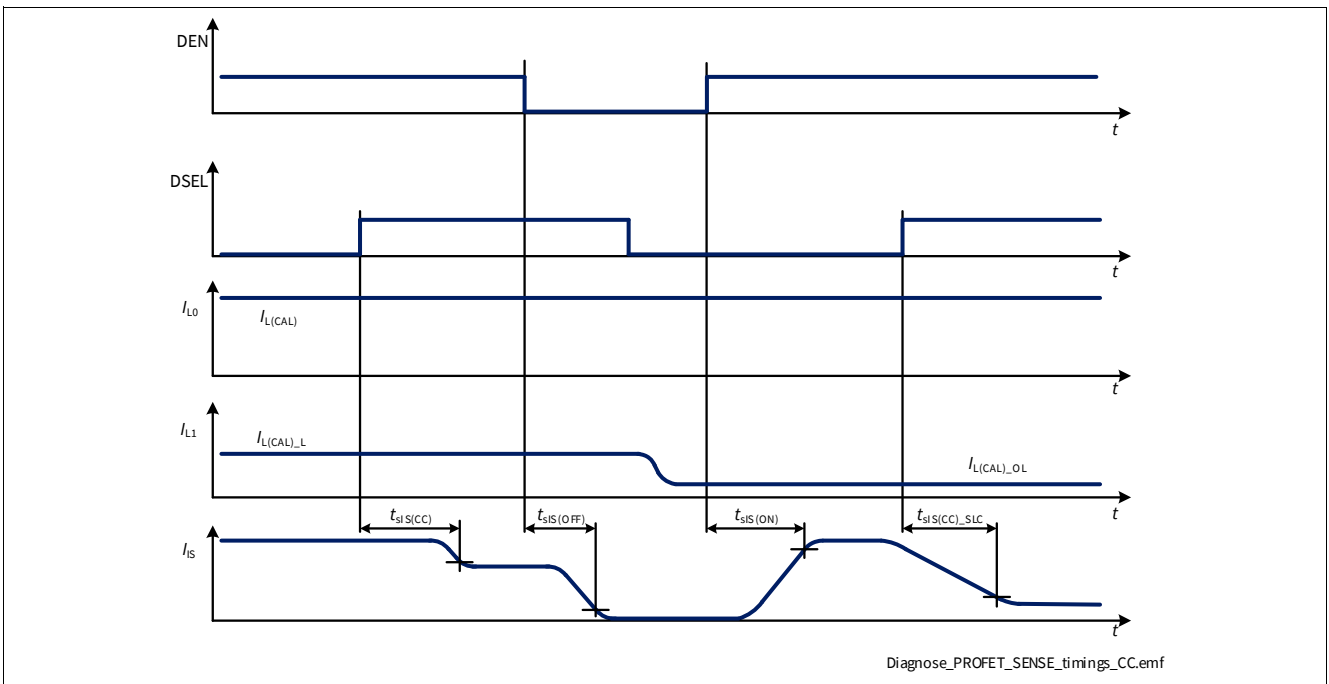 DEN
t
DSEL
t
IL0
IL(CAL)
t
IL1
IL(CAL)_L
IL(CAL)_OL
t
tsIS(CC) tsIS(OFF) tsIS(ON) tsIS(CC)_SLC
IIS
t
Diagnose_PROFET_SENSE_timings_CC.emf